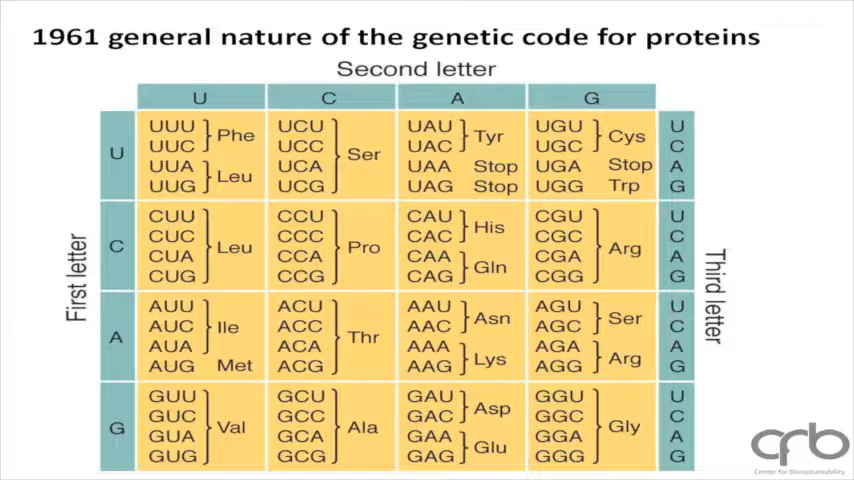 1961 general nature of the genetic code for proteins
Second letter
U C A G
First letter
Third letter
U
UUU
UUC
Phe
UUA
UUG
Leu
UCU
UCC
UCA
UCG
Ser
UAU
UAC
Tyr
UAA Stop
UAG Stop
UGU
UGC
Cys
UGA Stop
UGG Trp
U
C
A
G
C
CUU
CUC
CUA
CUG
Leu
CCU
CCC
CCA
CCG
Pro
CAU
CAC
His
CAA
CAG
Gln
CGU
CGC
CGA
CGG
Arg
U
C
A
G
A
AUU
AUC
AUA
Ile
AUG Met
ACU
ACC
ACA
ACG
Thr
AAU
AAC
Asn
AAA
AAG
Lys
AGU
AGC
Ser
AGA
AGG
Arg
U
C
A
G
G
GUU
GUC
GUA
GUG
Val
GCU
GCC
GCA
GCG
Ala
GAU
GAC
Asp
GAA
GAG
Glu
GGU
GGC
GGA
GGG
Gly
U
C
A
G
crb
Center for Biosustainability